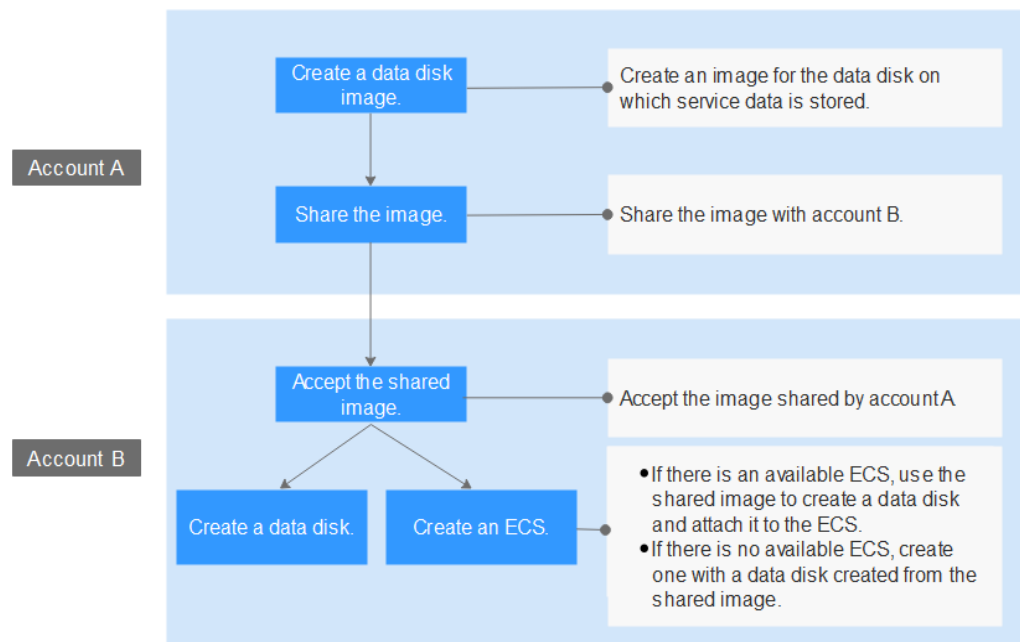 Create a data disk
image.
Create an image for the data disk on
which service data is stored.
Account A
Share the image.
Share the image with account B.
Accept the shared
image.
Accept the image shared by account A
Account B
Create a data disk.
Create an ECS.
●If there is an available ECS, use the
shared image to create a data disk
and attach it to the ECS.
●If there is no available ECS, create
one with a data disk created from the
shared image.